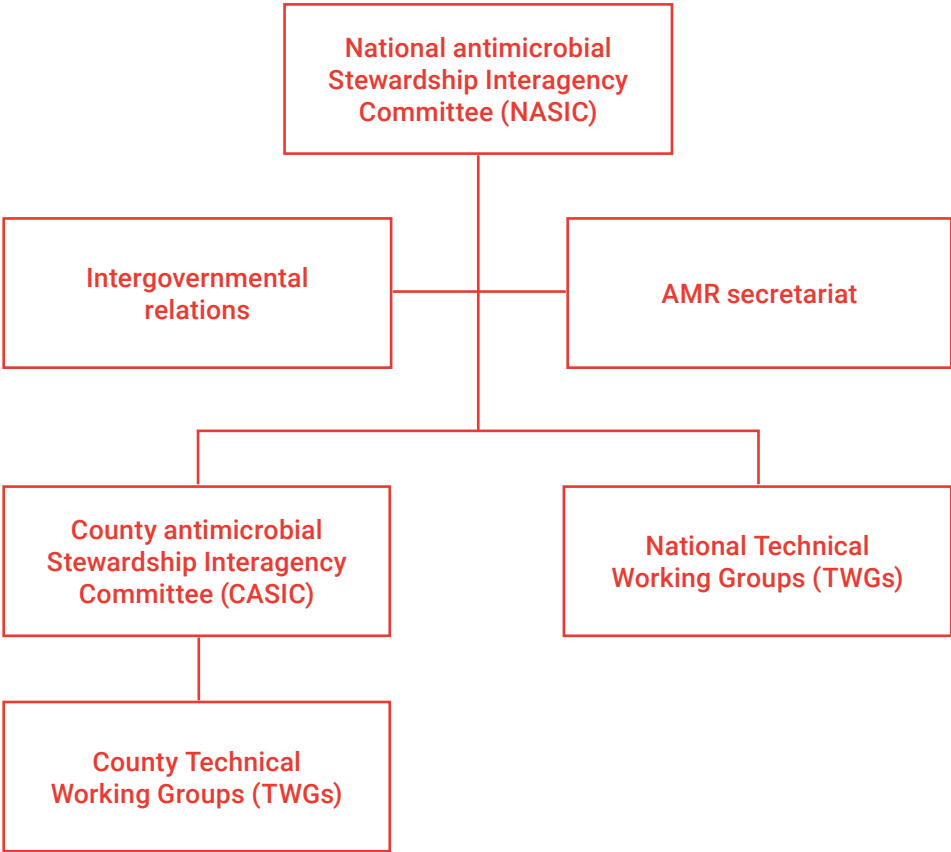 National antimicrobial
Stewardship Interagency
Committee (NASIC)
Intergovernmental
relations
AMR secretariat
County antimicrobial
Stewardship Interagency
Committee (CASIC)
National Technical
Working Groups (TWGs)
County Technical
Working Groups (TWGs)